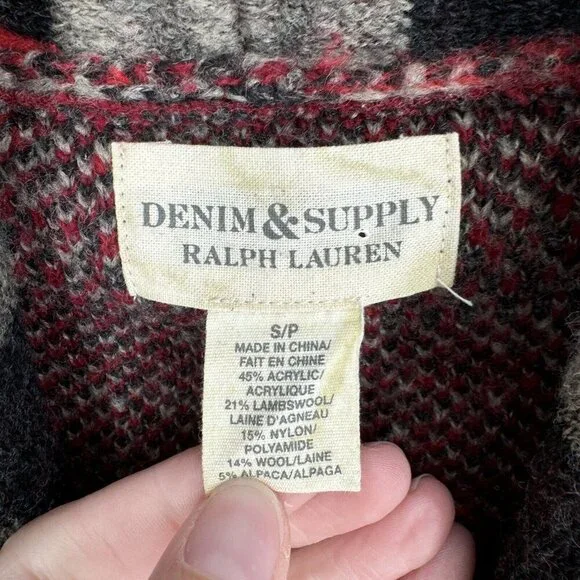 DENIM & SUPPLY
RALPH LAUREN
S/P
MADE IN CHINA/
FAIT EN CHINE
45% ACRYLIC/
ACRYLIQUE
21% LAMBSWOOL/
LAINE D'AGNEAU
15% NYLON/
POLYAMIDE
14% WOOL/LAINE
5% ALPACA/ALPAGA